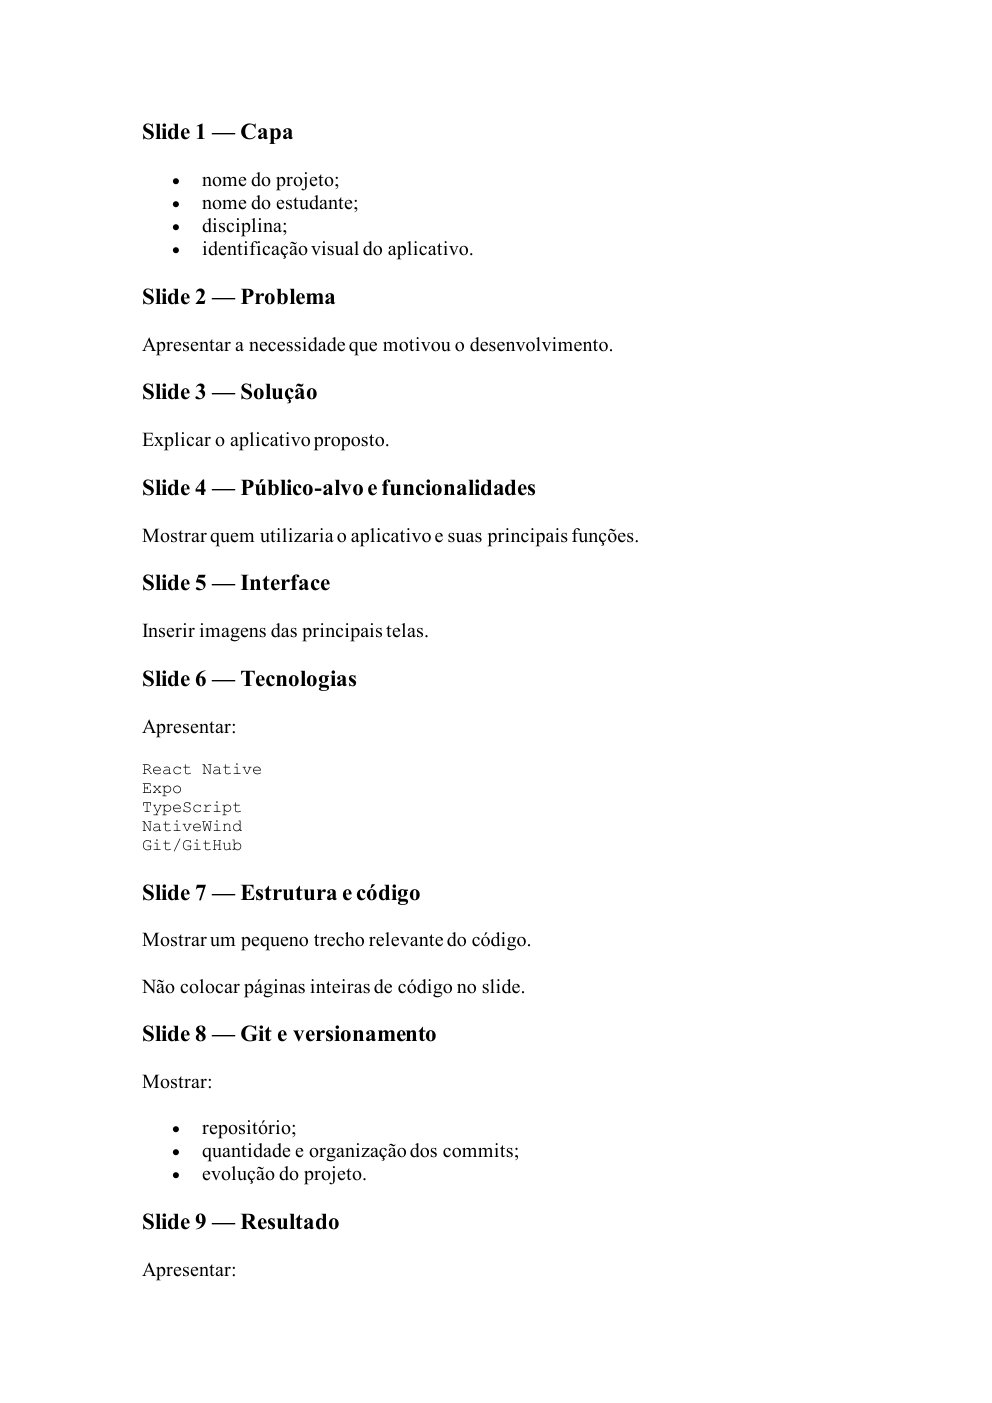 Slide 1 — Capa
• nome do projeto;
• nome do estudante;
• disciplina;
• identificação visual do aplicativo.
Slide 2 — Problema
Apresentar a necessidade que motivou o desenvolvimento.
Slide 3 — Solução
Explicar o aplicativo proposto.
Slide 4 — Público-alvo e funcionalidades
Mostrar quem utilizaria o aplicativo e suas principais funções.
Slide 5 — Interface
Inserir imagens das principais telas.
Slide 6 — Tecnologias
Apresentar:
React Native
Expo
TypeScript
NativeWind
Git/GitHub
Slide 7 — Estrutura e código
Mostrar um pequeno trecho relevante do código.
Não colocar páginas inteiras de código no slide.
Slide 8 — Git e versionamento
Mostrar:
• repositório;
• quantidade e organização dos commits;
• evolução do projeto.
Slide 9 — Resultado
Apresentar: